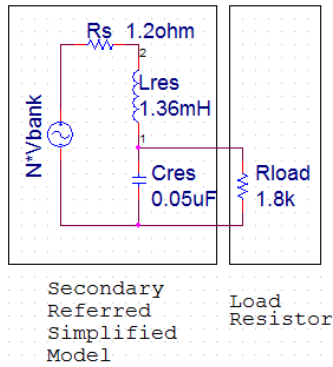 Rs 1.2ohm
2
Lres
1.36mH
N*Vbank
1
Cres
0.05uF
Rload
1.8k
Secondary
Referred
Simplified
Model
Load
Resistor